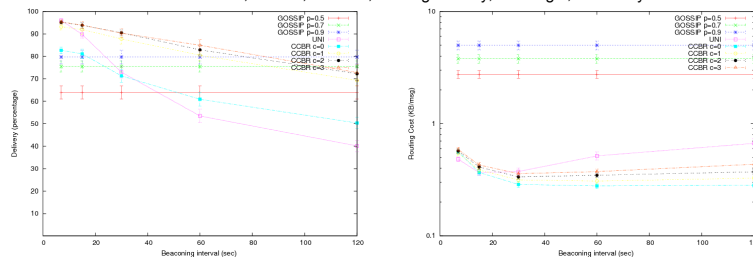 GOSSIP p=0.5
GOSSIP p=0.7
GOSSIP p=0.9
UNI
CCBR c=0
CCBR c=1
CCBR c=2
CCBR c=3
100
90
80
70
60
50
40
30
20
10
Delivery (percentage)
0 20 40 60 80 100 120
Beaconing interval (sec)
GOSSIP p=0.5
GOSSIP p=0.7
GOSSIP p=0.9
UNI
CCBR c=0
CCBR c=1
CCBR c=2
CCBR c=3
10
1
0.1
Routing Cost (KB/msg)
0 20 40 60 80 100
Beaconing interval (sec)